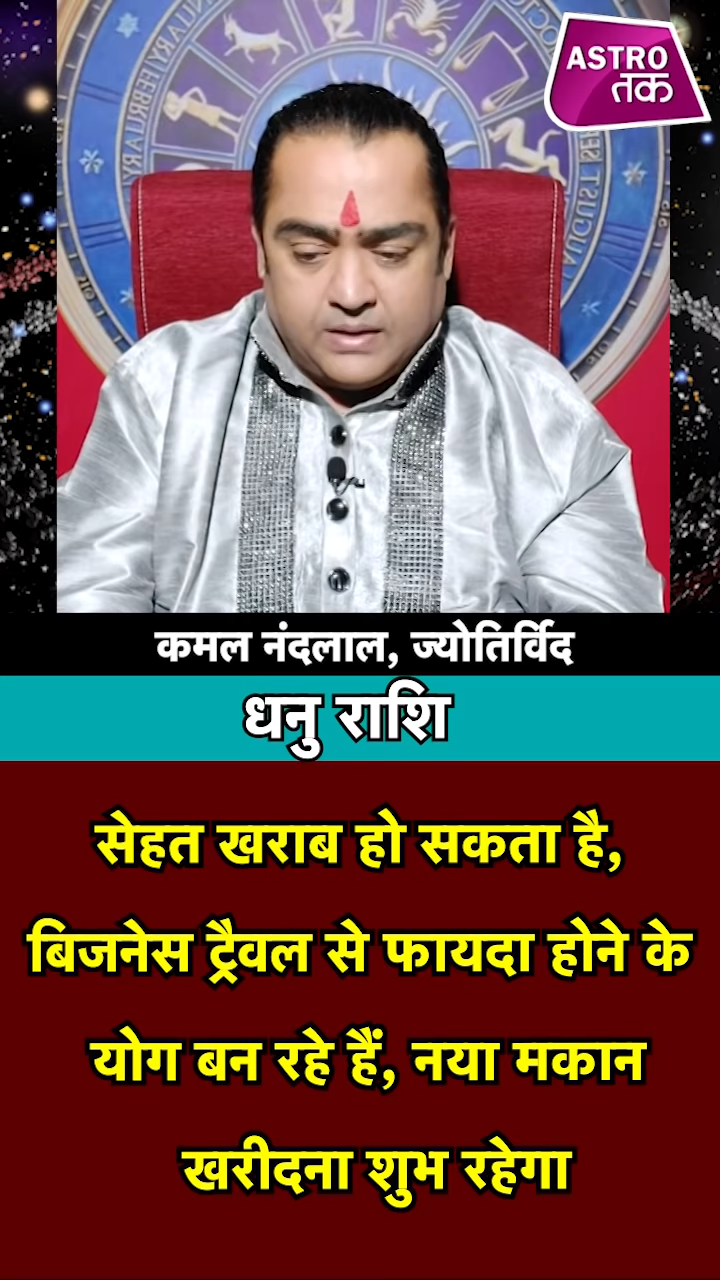 ASTRO
तक
कमल नंदलाल, ज्योतिर्विद
धनु राशि
सेहत खराब हो सकता है,
बिजनेस ट्रैवल से फायदा होने के
योग बन रहे हैं, नया मकान
खरीदना शुभ रहेगा